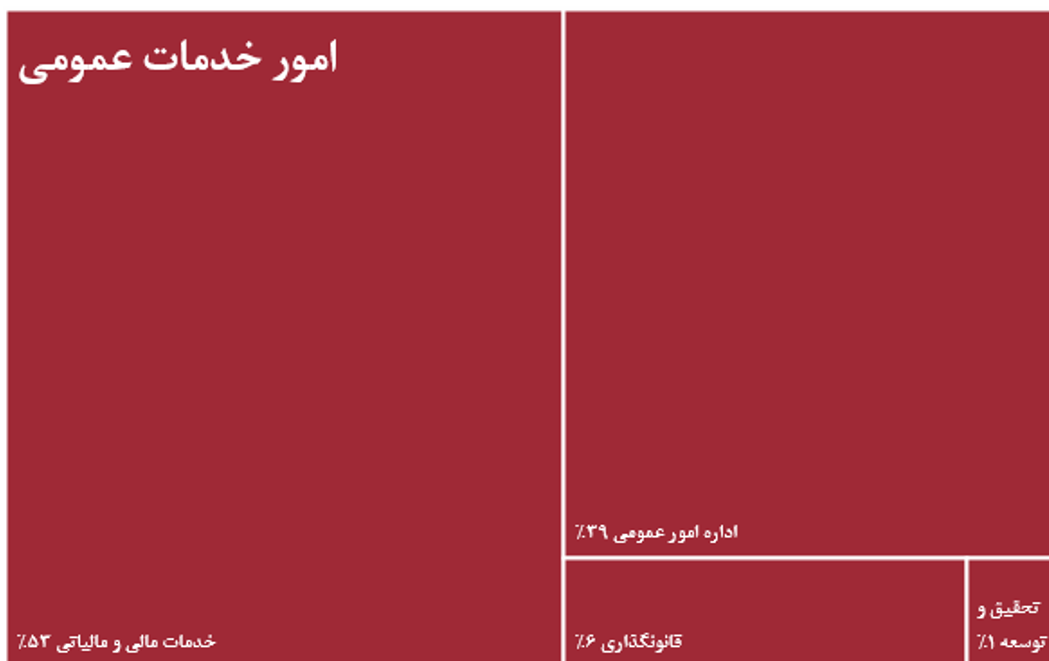 امور خدمات عمومی
اداره امور عمومی ۳۹٪
تحقیق و
توسعه ۱٪
قانونگذاری ۶٪
خدمات مالی و مالیاتی ۵۳٪